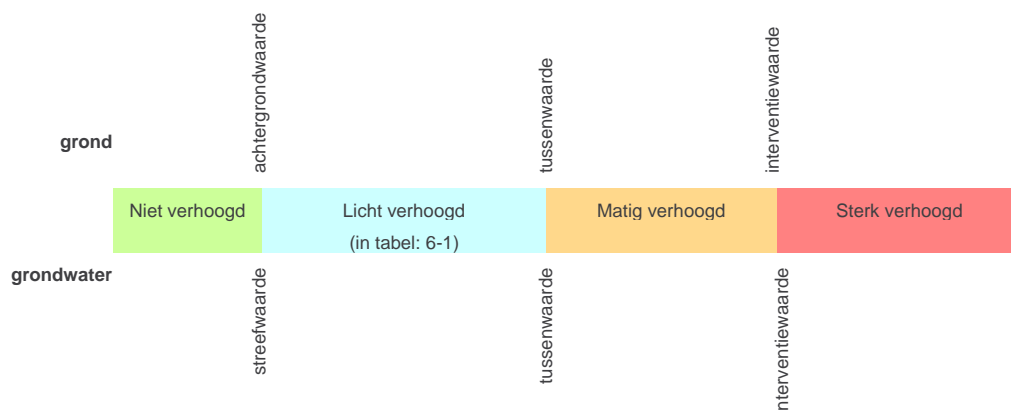 achtergrondwaarde
tussenwaarde
interventiewaarde
grond
Niet verhoogd
Licht verhoogd
(in tabel: 6-1)
Matig verhoogd
Sterk verhoogd
grondwater
streefwaarde
tussenwaarde
interventiewaarde